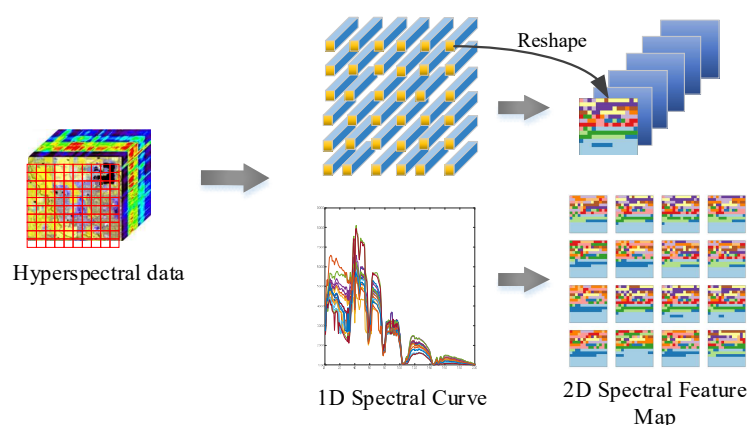 Reshape
Hyperspectral data
1D Spectral Curve
2D Spectral Feature
Map